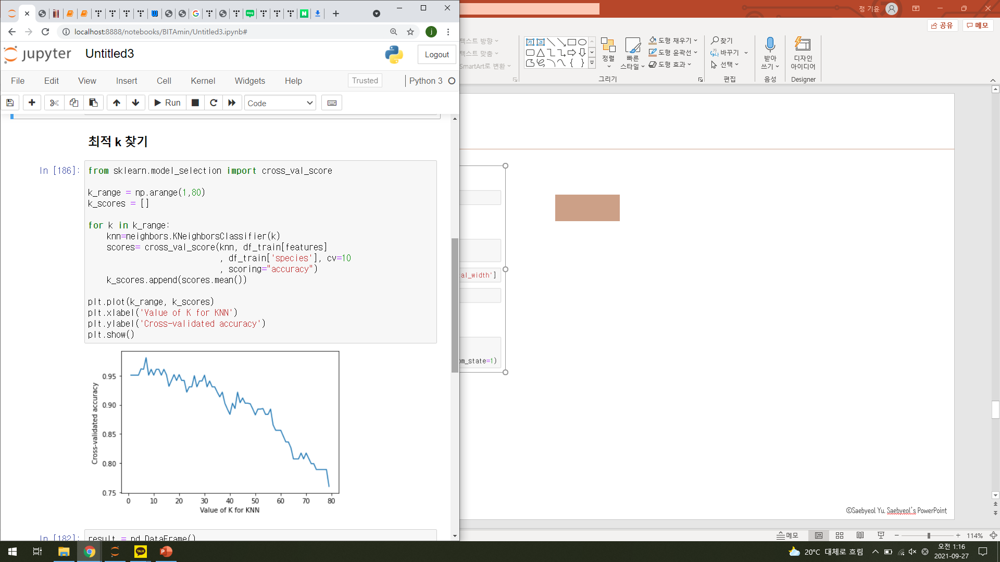 정 기윤
localhost:8888/notebooks/BITAmin/Untitled3.ipynb#
j
공유
메모
jupyter
Untitled3
Logout
텍스트 방향
텍스트 맞춤
SmartArt로 변환
정렬
빠른
스타일
도형 채우기
도형 윤곽선
도형 효과
찾기
바꾸기
선택
받아
쓰기
디자인
아이디어
그리기
편집
음성
Designer
File
Edit
View
Insert
Cell
Kernel
Widgets
Help
Trusted
Python 3
Run
Code
최적 k 찾기
In [186]:
from sklearn.model_selection import cross_val_score
k_range = np.arange(1,80)
k_scores = []
for k in k_range:
knn=neighbors.KNeighborsClassifier(k)
scores= cross_val_score(knn, df_train[features]
, df_train['species'], cv=10
, scoring="accuracy")
k_scores.append(scores.mean())
plt.plot(k_range, k_scores)
plt.xlabel('Value of K for KNN')
plt.ylabel('Cross-validated accuracy')
plt.show()
al_width']
om_state=1)
Cross-validated accuracy
0.95
0.90
0.85
0.80
0.75
0 10 20 30 40 50 60 70 80
Value of K for KNN
In [182]:
result = pd.DataFrame()
©Saebyeol Yu. Saebyeol's PowerPoint
메모
114%
TALK
20°C 대체로 흐림
오전 1:16
2021-09-27